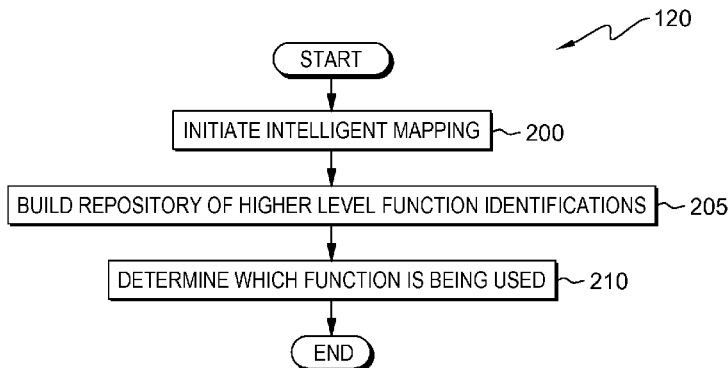 120
START
INITIATE INTELLIGENT MAPPING 200
BUILD REPOSITORY OF HIGHER LEVEL FUNCTION IDENTIFICATIONS 205
DETERMINE WHICH FUNCTION IS BEING USED 210
END